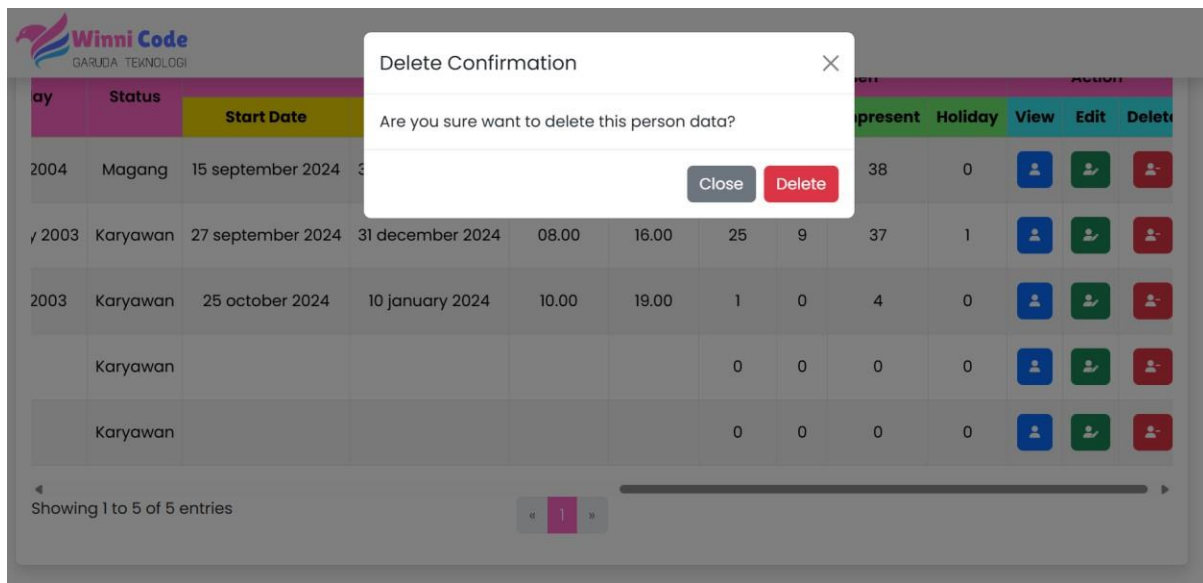 Winni Code
GARUDA TEKNOLOGI
Delete Confirmation
Are you sure want to delete this person data?
Close Delete
Status Action
Start Date Holiday View Edit
2004 Magang 15 september 2024 38 0
2003 Karyawan 27 september 2024 31 december 2024 08.00 16.00 25 9 37 1
2003 Karyawan 25 october 2024 10 january 2024 10.00 19.00 1 0 4 0
Karyawan 0 0 0 0
Karyawan 0 0 0 0
Showing 1 to 5 of 5 entries
« 1 »